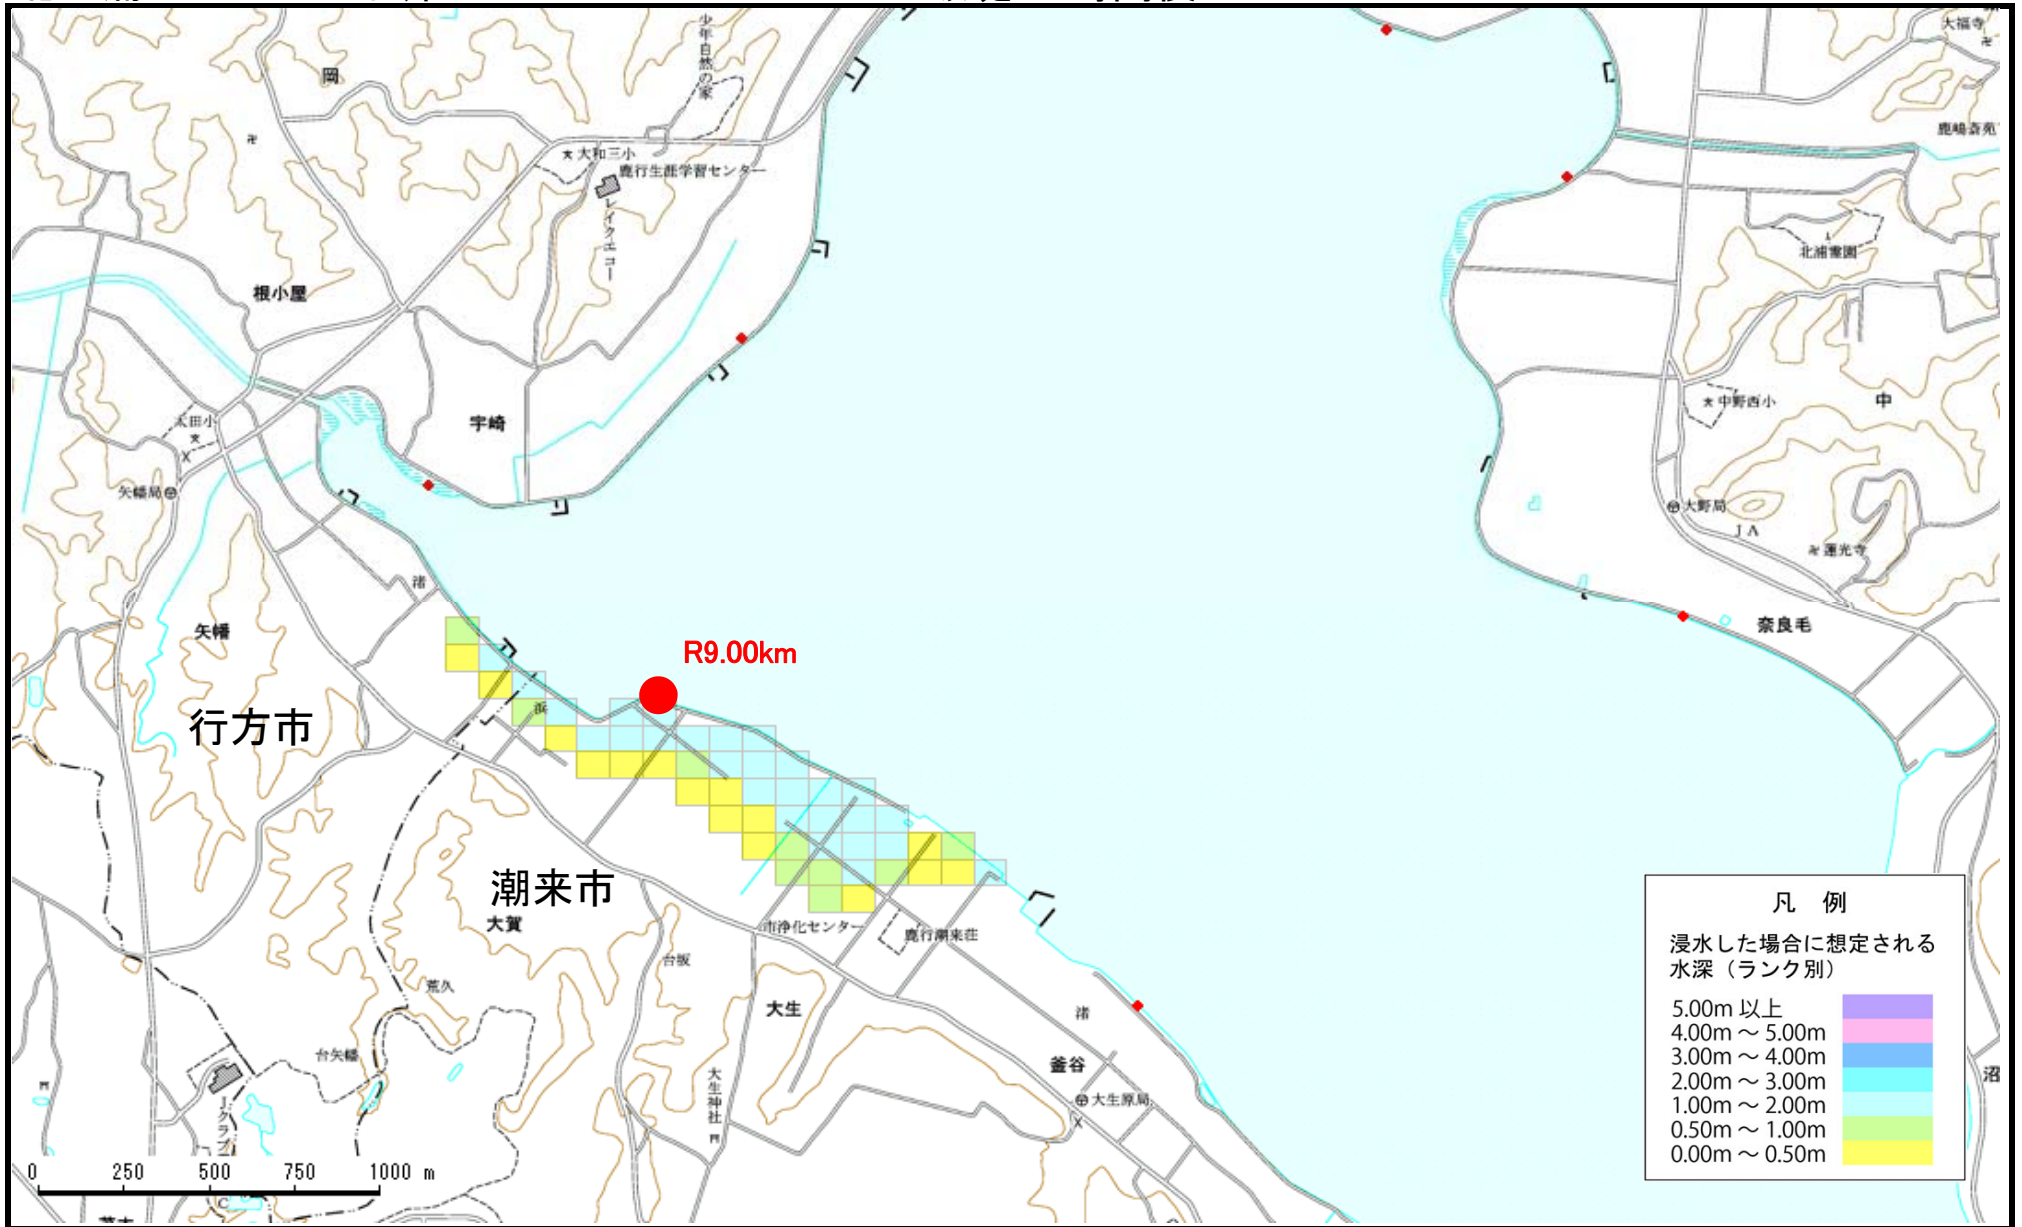 大福寺
少年自然の家
岡
鹿嶋斎苑
大和三小
鹿行生涯学習センター
レイクエコー
北浦霊園
根小屋
太田小
宇崎
中野西小
中
矢幡局
大野局
JA
蓮光寺
渚
矢幡
奈良毛
R9.00km
浜
行方市
潮来市
大賀
市浄化センター
鹿行潮来荘
台坂
荒久
大生
渚
台矢幡
釜谷
大生神社
大生原局
Jクラブ
沼
凡 例
浸水した場合に想定される
水深（ランク別）
5.00m 以上
4.00m ～ 5.00m
3.00m ～ 4.00m
2.00m ～ 3.00m
1.00m ～ 2.00m
0.50m ～ 1.00m
0.00m ～ 0.50m
0 250 500 750 1000 m